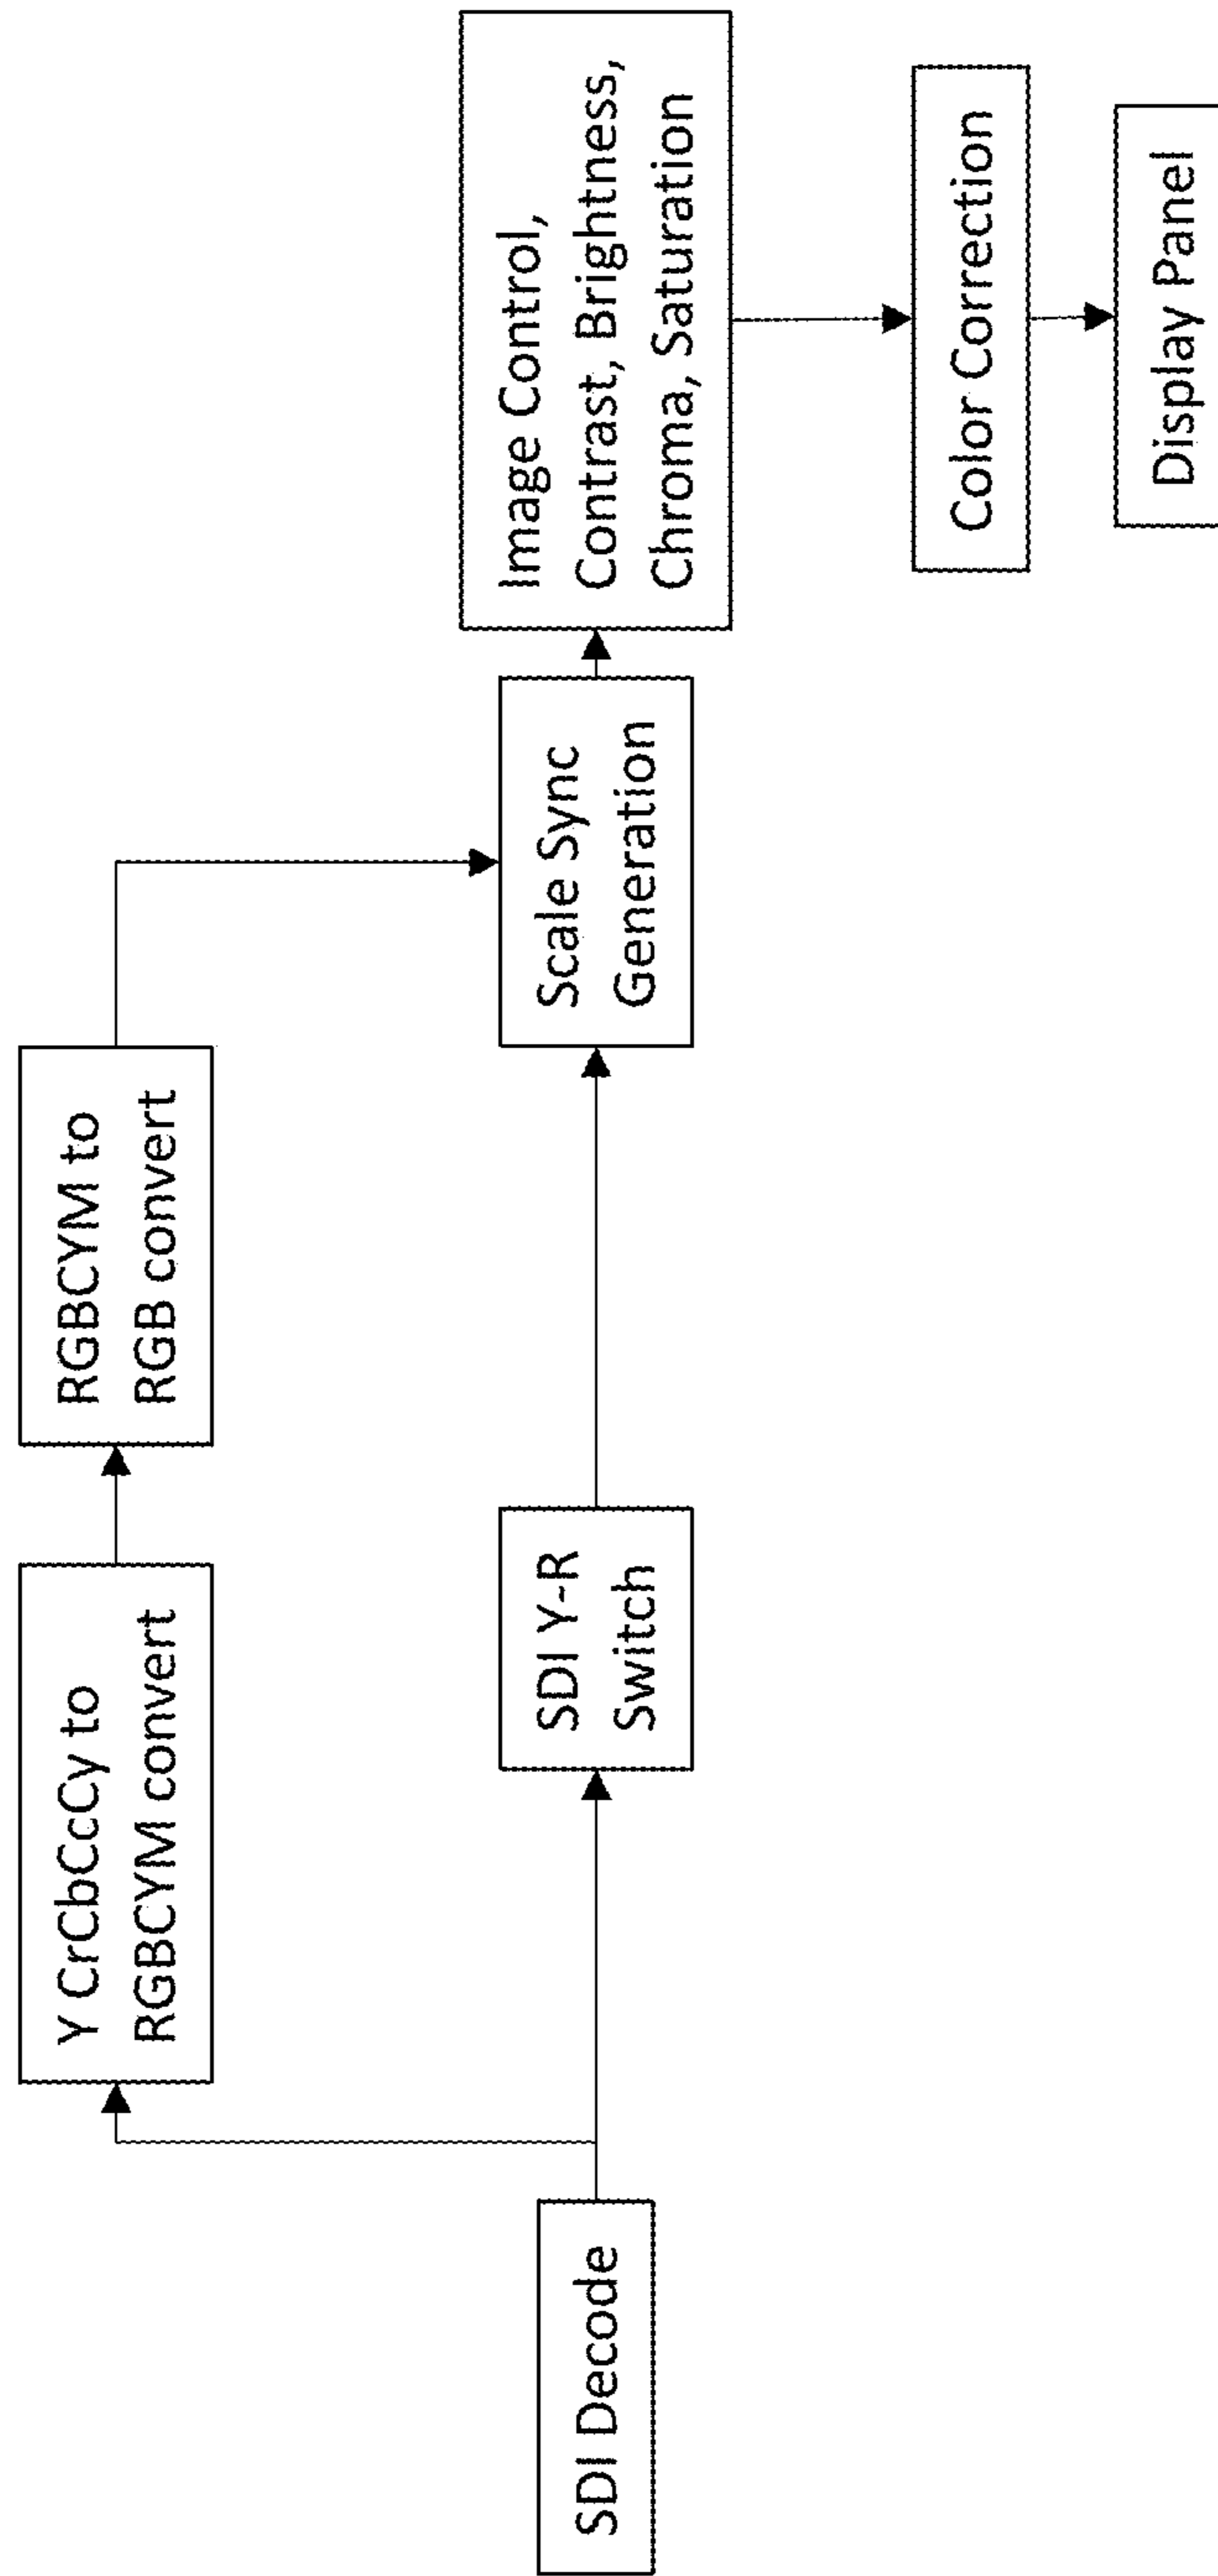 SDI Decode
Y CrCbCcCy to
RGBCYM convert
RGBCYM to
RGB convert
SDI Y-R
Switch
Scale Sync
Generation
Image Control,
Contrast, Brightness,
Chroma, Saturation
Color Correction
Display Panel